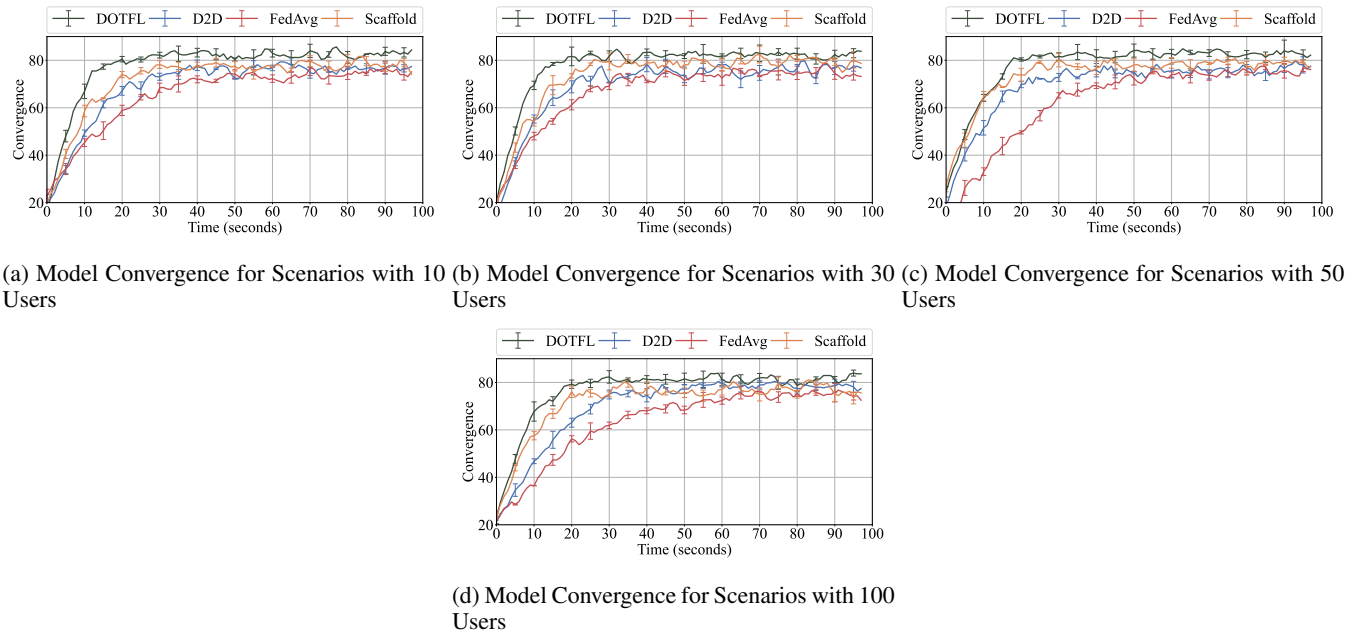 DOTFL D2D FedAvg Scaffold
80
60
40
20
Convergence
0 10 20 30 40 50 60 70 80 90 100
Time (seconds)
(a) Model Convergence for Scenarios with 10
Users
DOTFL D2D FedAvg Scaffold
80
60
40
20
Convergence
0 10 20 30 40 50 60 70 80 90 100
Time (seconds)
(b) Model Convergence for Scenarios with 30
Users
DOTFL D2D FedAvg Scaffold
80
60
40
20
Convergence
0 10 20 30 40 50 60 70 80 90 100
Time (seconds)
(c) Model Convergence for Scenarios with 50
Users
DOTFL D2D FedAvg Scaffold
80
60
40
20
Convergence
0 10 20 30 40 50 60 70 80 90 100
Time (seconds)
(d) Model Convergence for Scenarios with 100
Users